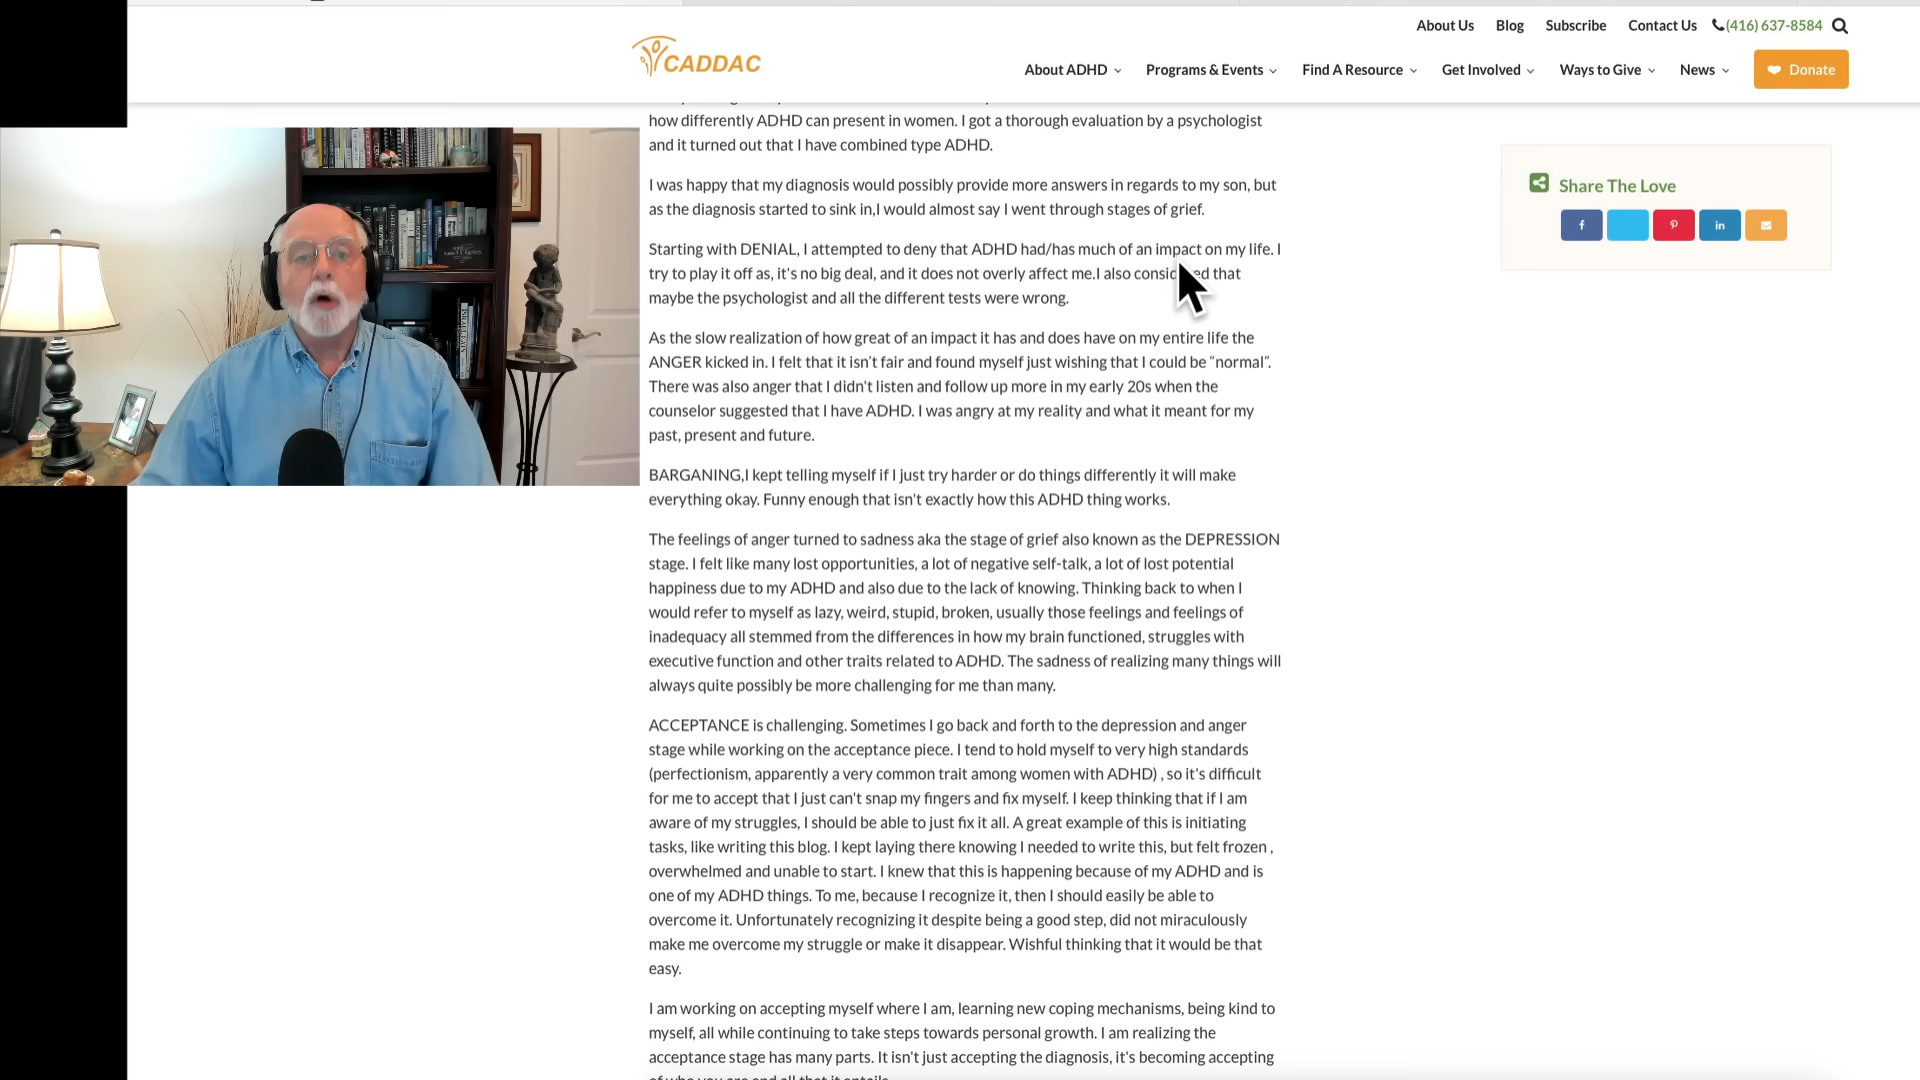 About Us Blog Subscribe Contact Us (416) 637-8584
CADDAC
About ADHD Programs & Events Find A Resource Get Involved Ways to Give News Donate
how differently ADHD can present in women. I got a thorough evaluation by a psychologist
and it turned out that I have combined type ADHD.
I was happy that my diagnosis would possibly provide more answers in regards to my son, but
as the diagnosis started to sink in,I would almost say I went through stages of grief.
Starting with DENIAL, I attempted to deny that ADHD had/has much of an impact on my life. I
try to play it off as, it's no big deal, and it does not overly affect me.I also considered that
maybe the psychologist and all the different tests were wrong.
As the slow realization of how great of an impact it has and does have on my entire life the
ANGER kicked in. I felt that it isn't fair and found myself just wishing that I could be “normal”.
There was also anger that I didn't listen and follow up more in my early 20s when the
counselor suggested that I have ADHD. I was angry at my reality and what it meant for my
past, present and future.
BARGANING,I kept telling myself if I just try harder or do things differently it will make
everything okay. Funny enough that isn't exactly how this ADHD thing works.
The feelings of anger turned to sadness aka the stage of grief also known as the DEPRESSION
stage. I felt like many lost opportunities, a lot of negative self-talk, a lot of lost potential
happiness due to my ADHD and also due to the lack of knowing. Thinking back to when I
would refer to myself as lazy, weird, stupid, broken, usually those feelings and feelings of
inadequacy all stemmed from the differences in how my brain functioned, struggles with
executive function and other traits related to ADHD. The sadness of realizing many things will
always quite possibly be more challenging for me than many.
ACCEPTANCE is challenging. Sometimes I go back and forth to the depression and anger
stage while working on the acceptance piece. I tend to hold myself to very high standards
(perfectionism, apparently a very common trait among women with ADHD) , so it's difficult
for me to accept that I just can't snap my fingers and fix myself. I keep thinking that if I am
aware of my struggles, I should be able to just fix it all. A great example of this is initiating
tasks, like writing this blog. I kept laying there knowing I needed to write this, but felt frozen ,
overwhelmed and unable to start. I knew that this is happening because of my ADHD and is
one of my ADHD things. To me, because I recognize it, then I should easily be able to
overcome it. Unfortunately recognizing it despite being a good step, did not miraculously
make me overcome my struggle or make it disappear. Wishful thinking that it would be that
easy.
I am working on accepting myself where I am, learning new coping mechanisms, being kind to
myself, all while continuing to take steps towards personal growth. I am realizing the
acceptance stage has many parts. It isn't just accepting the diagnosis, it's becoming accepting
of who you are and all that it entails.
Share The Love